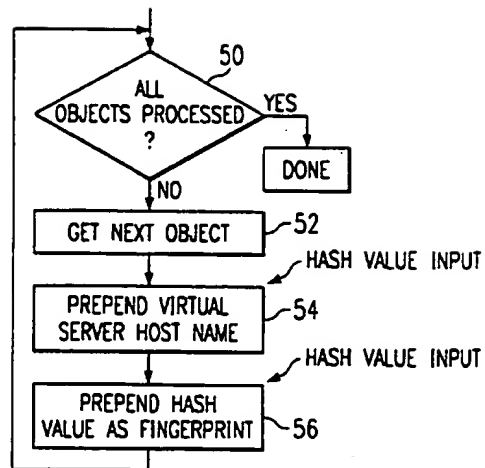 50
ALL
OBJECTS PROCESSED
?
YES
DONE
NO
GET NEXT OBJECT
52
HASH VALUE INPUT
PREPEND VIRTUAL
SERVER HOST NAME
54
HASH VALUE INPUT
PREPEND HASH
VALUE AS FINGERPRINT
56